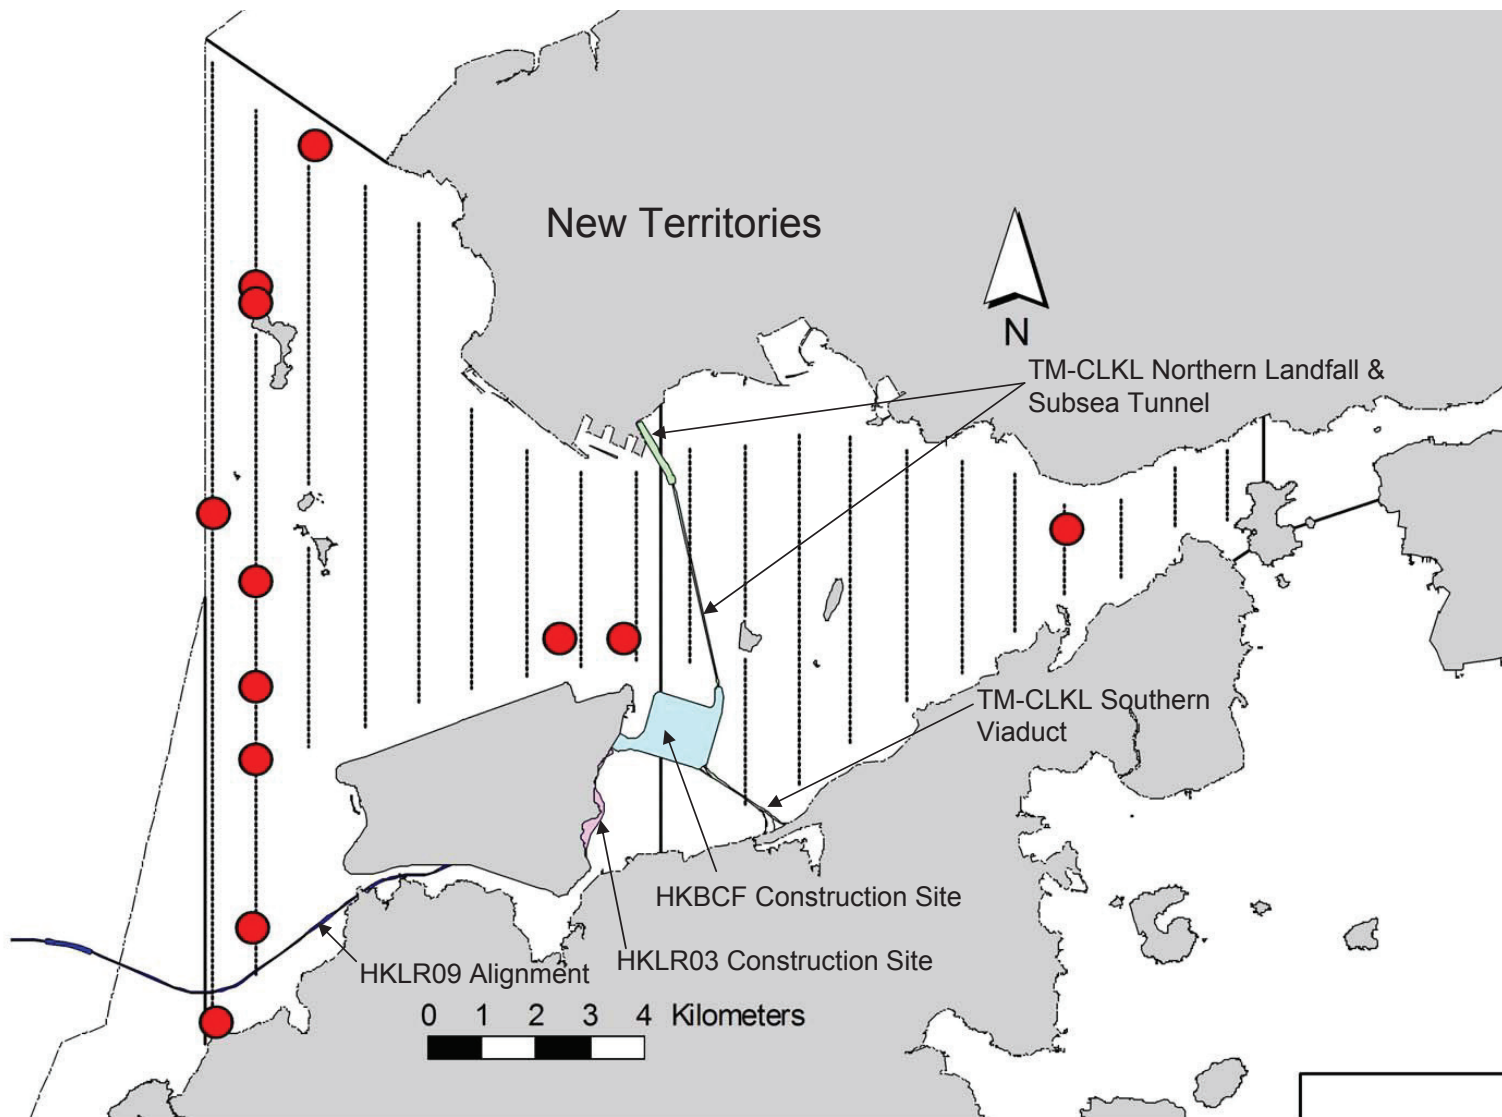 New Territories
N
TM-CLKL Northern Landfall &
Subsea Tunnel
TM-CLKL Southern
Viaduct
HKBCF Construction Site
HKLR03 Construction Site
HKLR09 Alignment
0 1 2 3 4 Kilometers